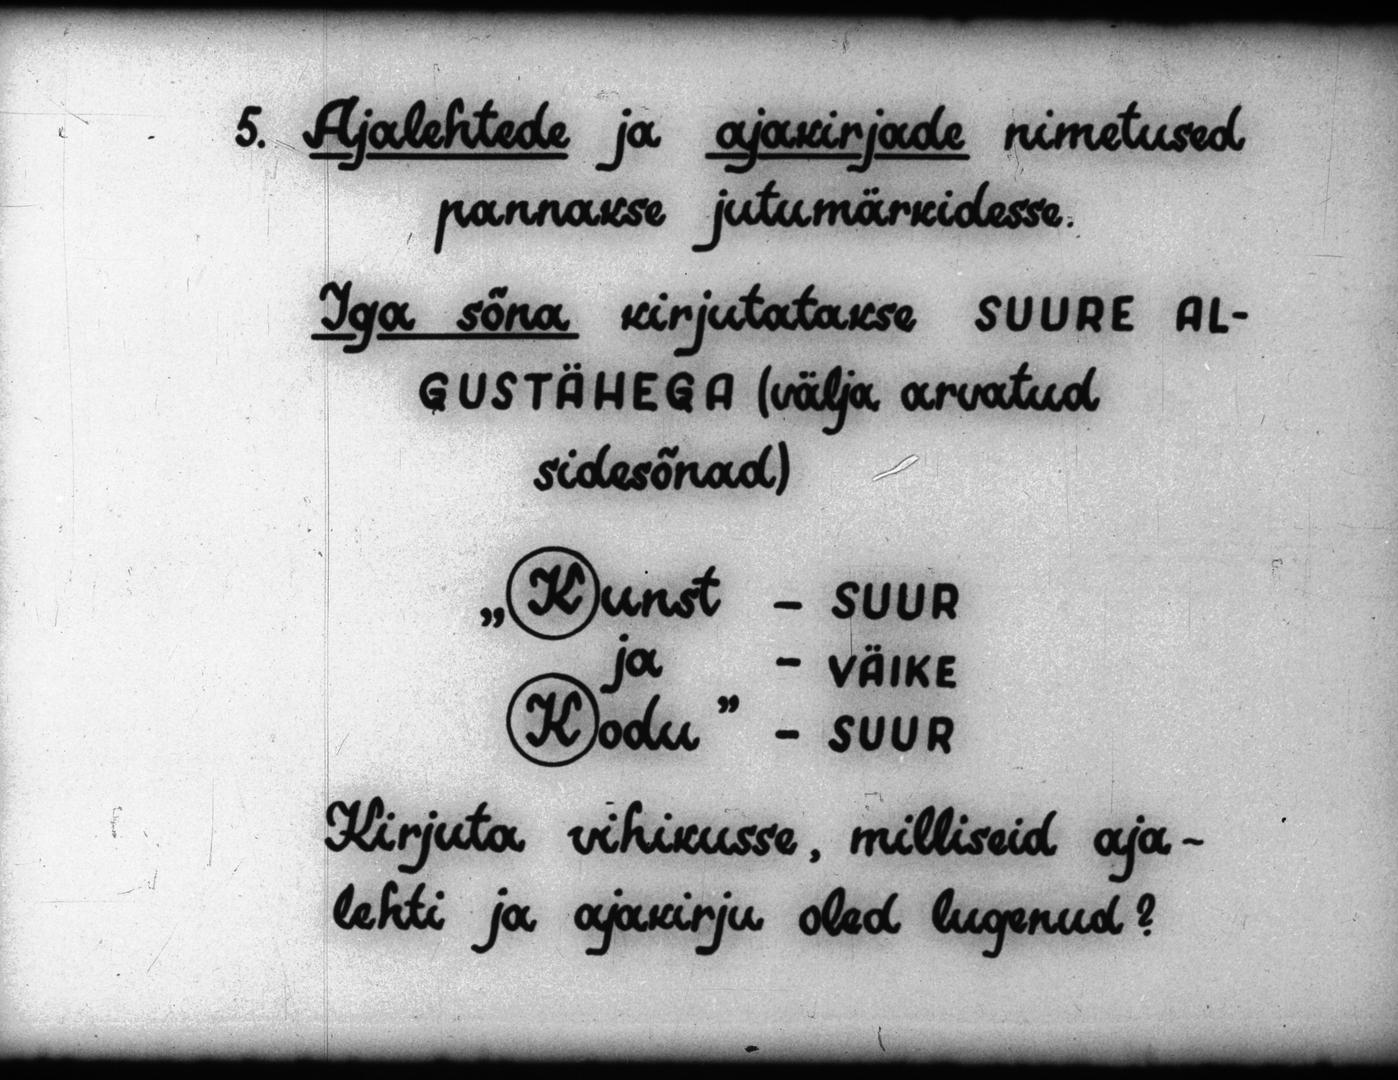 5. Ajalehtede ja ajakirjade nimetused
pannakse jutumärkidesse.
Iga sõna kirjutatakse SUURE AL-
GUSTÄHEGA (välja arvatud
sidesõnad)
„Kunst - SUUR
ja - VÄIKE
Kodu” - SUUR
Kirjuta vihikusse, milliseid aja-
lehti ja ajakirju oled lugenud?